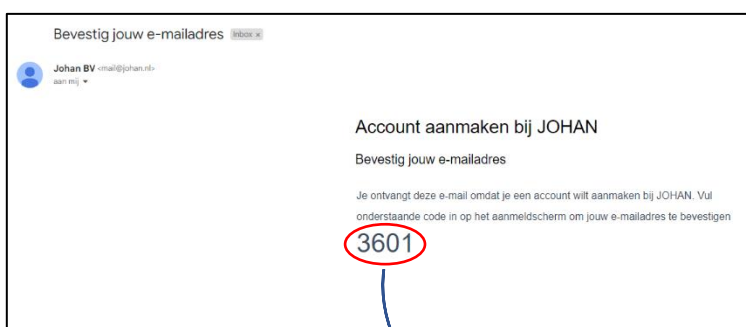 Bevestig jouw e-mailadres Inbox x
Johan BV <mail@johan.nl>
aan mij
Account aanmaken bij JOHAN
Bevestig jouw e-mailadres
Je ontvangt deze e-mail omdat je een account wilt aanmaken bij JOHAN. Vul
onderstaande code in op het aanmeldscherm om jouw e-mailadres te bevestigen
3601